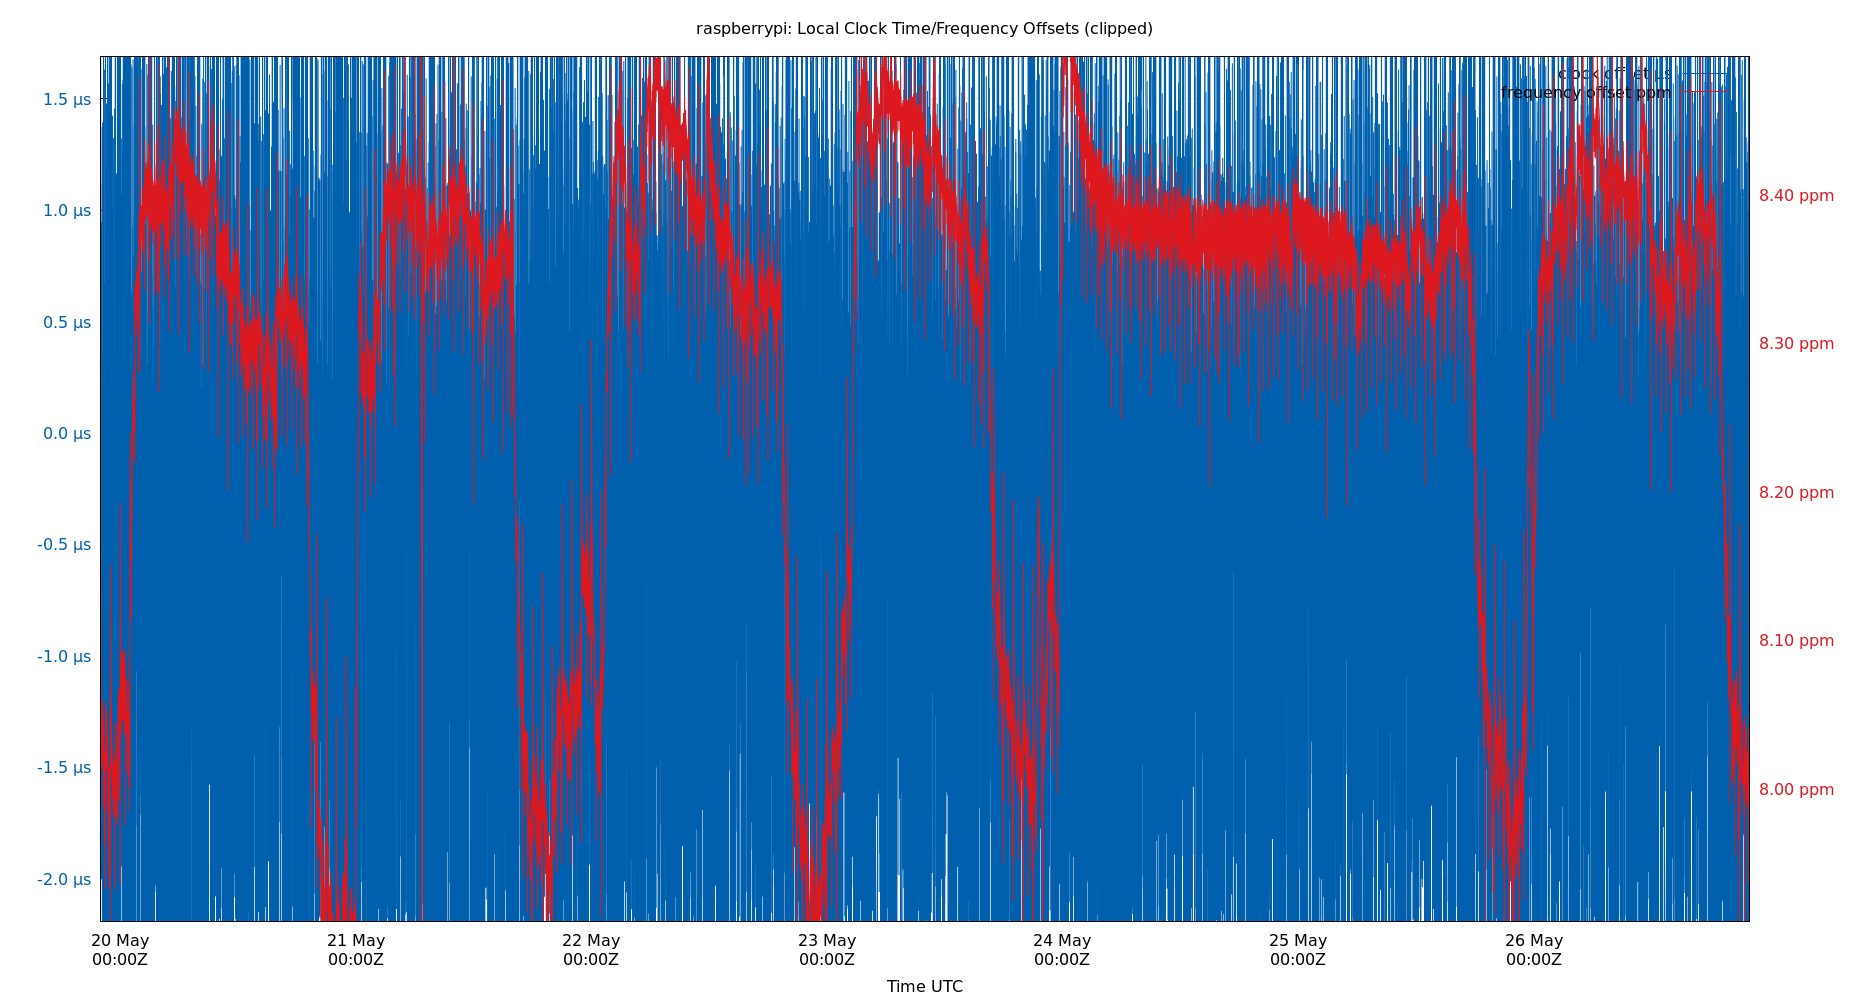 raspberrypi: Local Clock Time/Frequency Offsets (clipped)
clock offset µs
frequency offset ppm
1.5 µs
1.0 µs
0.5 µs
0.0 µs
-0.5 µs
-1.0 µs
-1.5 µs
-2.0 µs
8.40 ppm
8.30 ppm
8.20 ppm
8.10 ppm
8.00 ppm
20 May 21 May 22 May 23 May 24 May 25 May 26 May
00:00Z 00:00Z 00:00Z 00:00Z 00:00Z 00:00Z 00:00Z
Time UTC